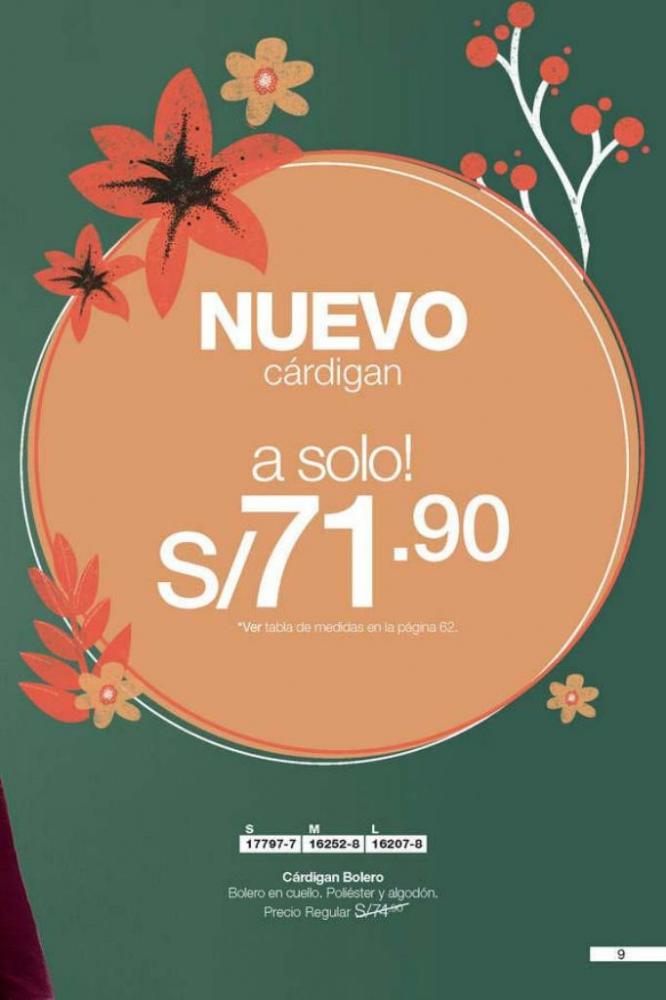 NUEVO
cárdigan
a solo!
S/71.90
*Ver tabla de medidas en la página 62.
S M L
17797-7 16252-8 16207-8
Cárdigan Bolero
Bolero en cuello. Poliéster y algodón.
Precio Regular S/74.90
9